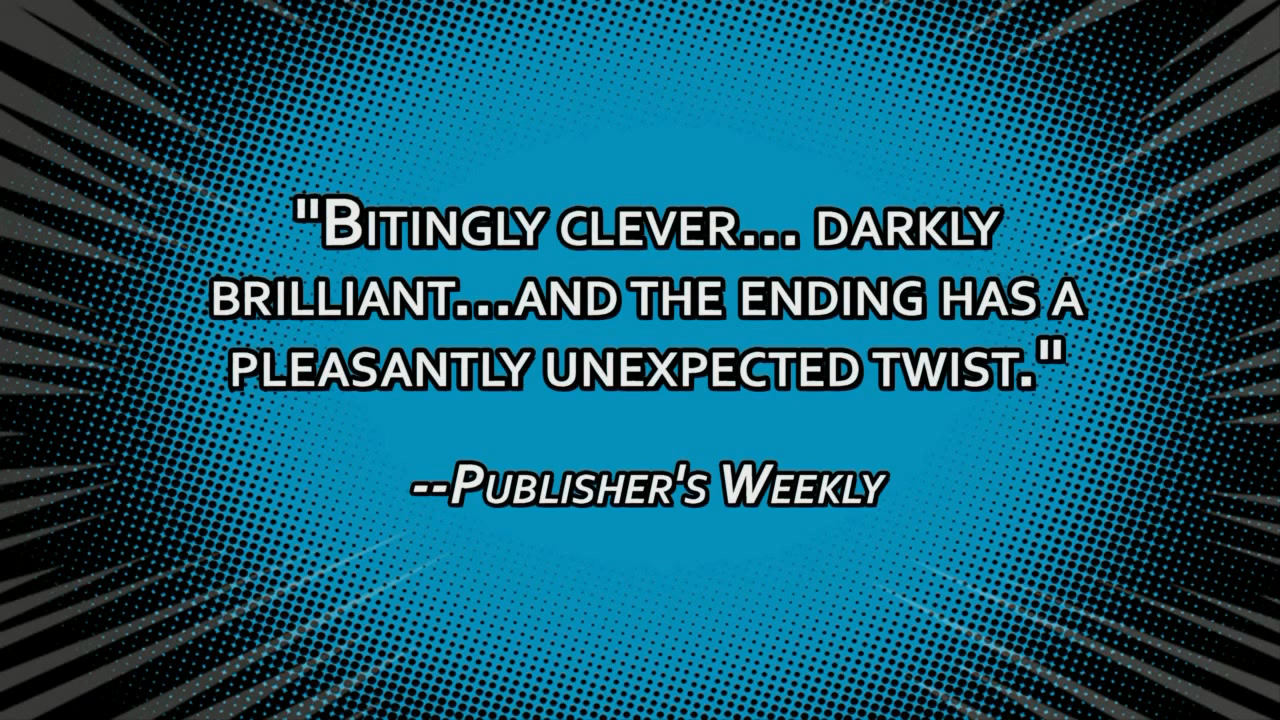 "Bitingly clever... darkly
brilliant...and the ending has a
pleasantly unexpected twist."
--Publisher's Weekly